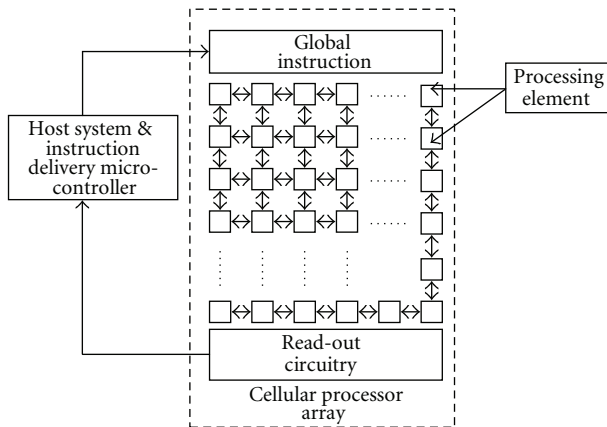 Global
instruction
Processing
element
Host system &
instruction
delivery micro-
controller
Read-out
circuitry
Cellular processor
array